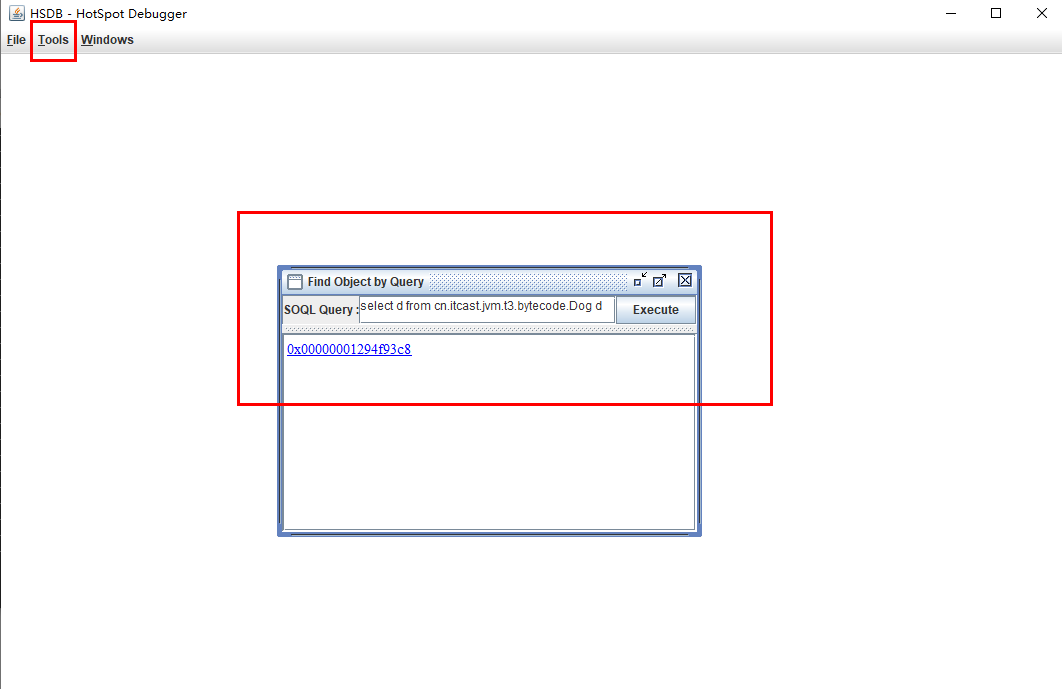 HSDB - HotSpot Debugger
File Tools Windows
Find Object by Query
SOQL Query : select d from cn.itcast.jvm.t3.bytecode.Dog d Execute
0x00000001294f93c8